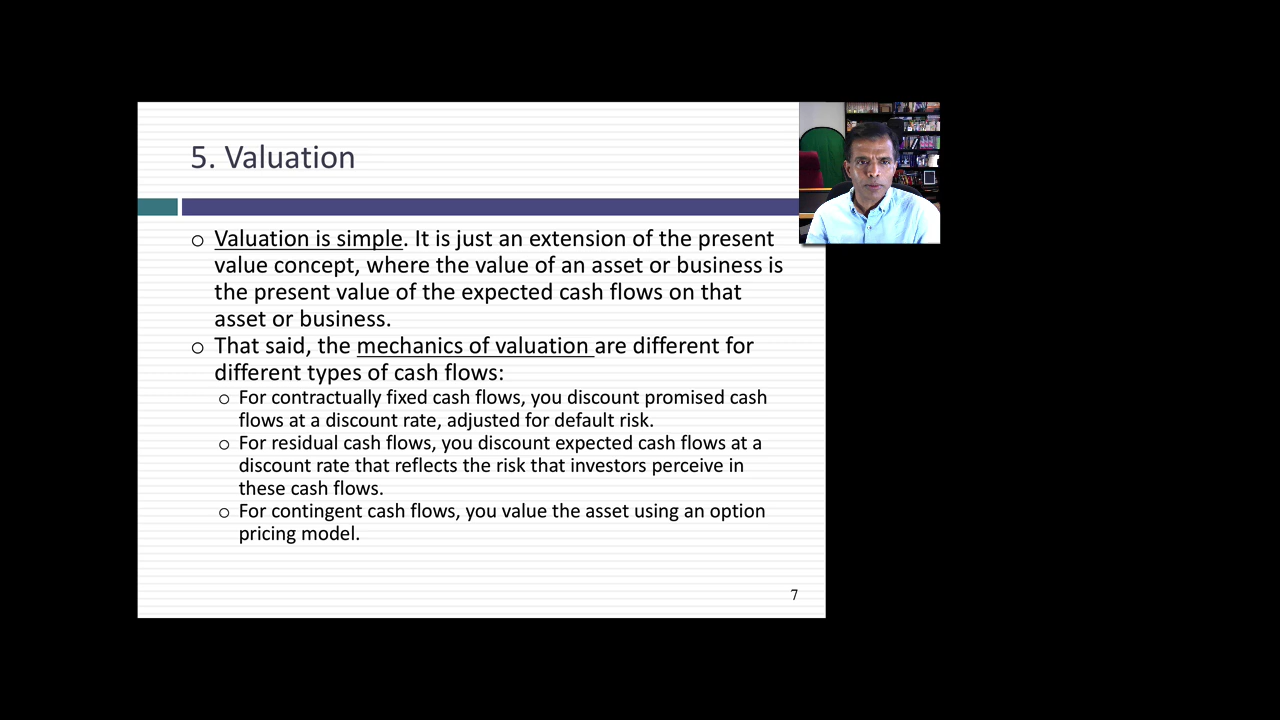 5. Valuation
○ Valuation is simple. It is just an extension of the present
value concept, where the value of an asset or business is
the present value of the expected cash flows on that
asset or business.
○ That said, the mechanics of valuation are different for
different types of cash flows:
○ For contractually fixed cash flows, you discount promised cash
flows at a discount rate, adjusted for default risk.
○ For residual cash flows, you discount expected cash flows at a
discount rate that reflects the risk that investors perceive in
these cash flows.
○ For contingent cash flows, you value the asset using an option
pricing model.
7